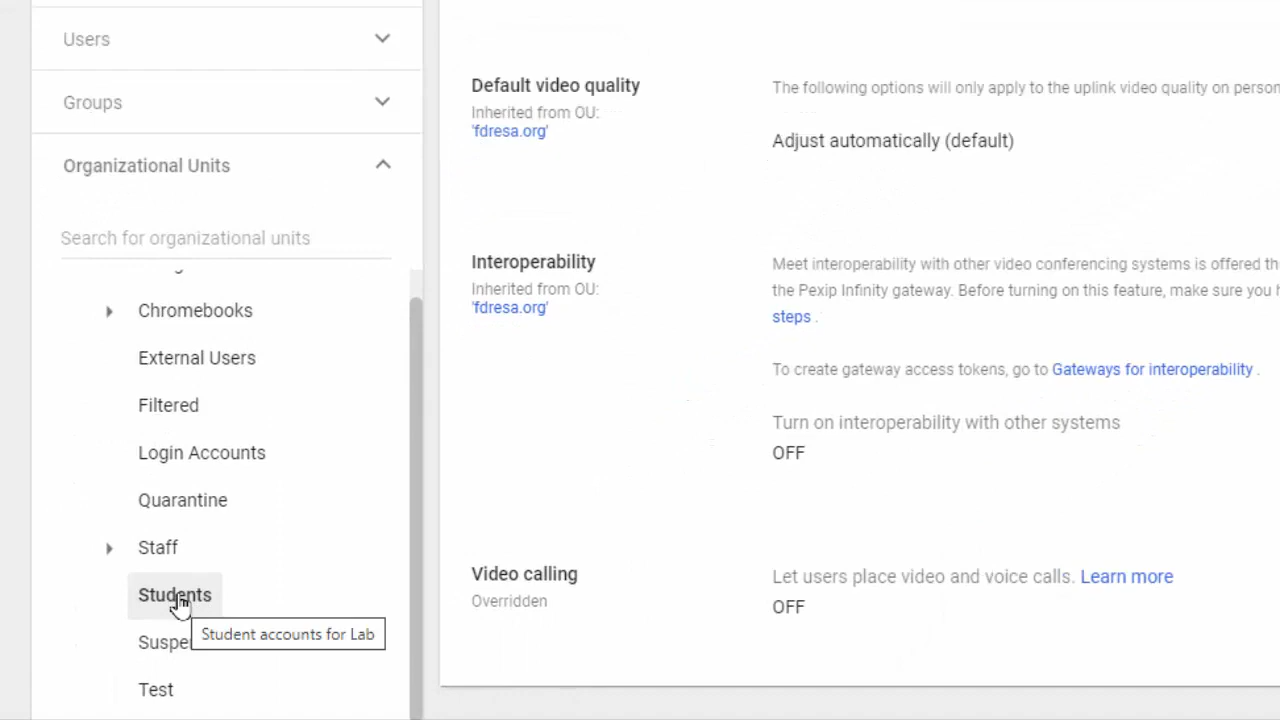 Users
Groups
Organizational Units
Search for organizational units
Chromebooks
External Users
Filtered
Login Accounts
Quarantine
Staff
Students
Student accounts for Lab
Test
Default video quality
Inherited from OU:
'fdresa.org'
The following options will only apply to the uplink video quality on
Adjust automatically (default)
Interoperability
Inherited from OU:
'fdresa.org'
Meet interoperability with other video conferencing systems is offered
the Pexip Infinity gateway. Before turning on this feature, make sure you
steps .
To create gateway access tokens, go to Gateways for interoperability .
Turn on interoperability with other systems
OFF
Video calling
Overridden
Let users place video and voice calls. Learn more
OFF